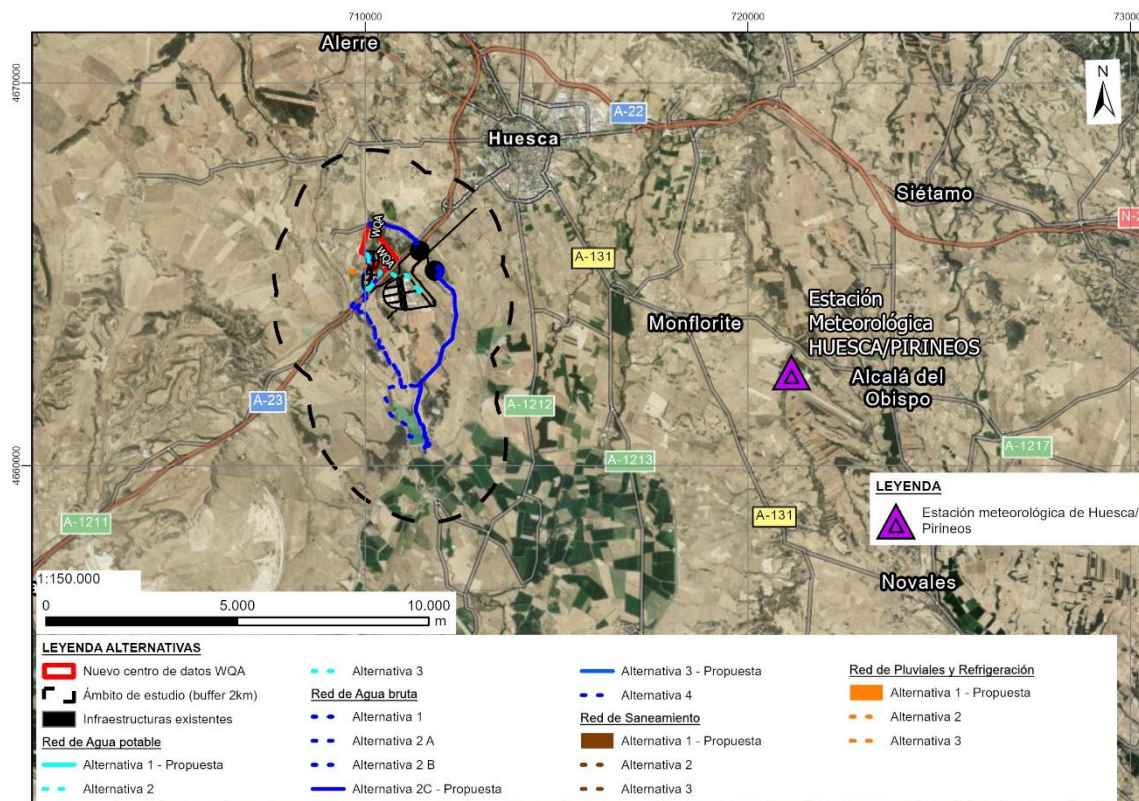 710000
720000
73000
4670000
4660000
Alerre
N
A-22
Huesca
Siétamo
N-2
WQA
WQA
A-131
Estación
Meteorológica
HUESCA/PIRINEOS
Monflorite
Alcalá del
Obispo
A-23
A-1212
A-1213
A-1217
A-1211
A-131
LEYENDA
Estación meteorológica de Huesca/
Pirineos
Novales
1:150.000
0 5.000 10.000
m
LEYENDA ALTERNATIVAS
Nuevo centro de datos WQA
Ámbito de estudio (buffer 2km)
Infraestructuras existentes
Red de Agua potable
Alternativa 1 - Propuesta
Alternativa 2
Alternativa 3
Red de Agua bruta
Alternativa 1
Alternativa 2 A
Alternativa 2 B
Alternativa 2C - Propuesta
Alternativa 3 - Propuesta
Alternativa 4
Red de Saneamiento
Alternativa 1 - Propuesta
Alternativa 2
Alternativa 3
Red de Pluviales y Refrigeración
Alternativa 1 - Propuesta
Alternativa 2
Alternativa 3